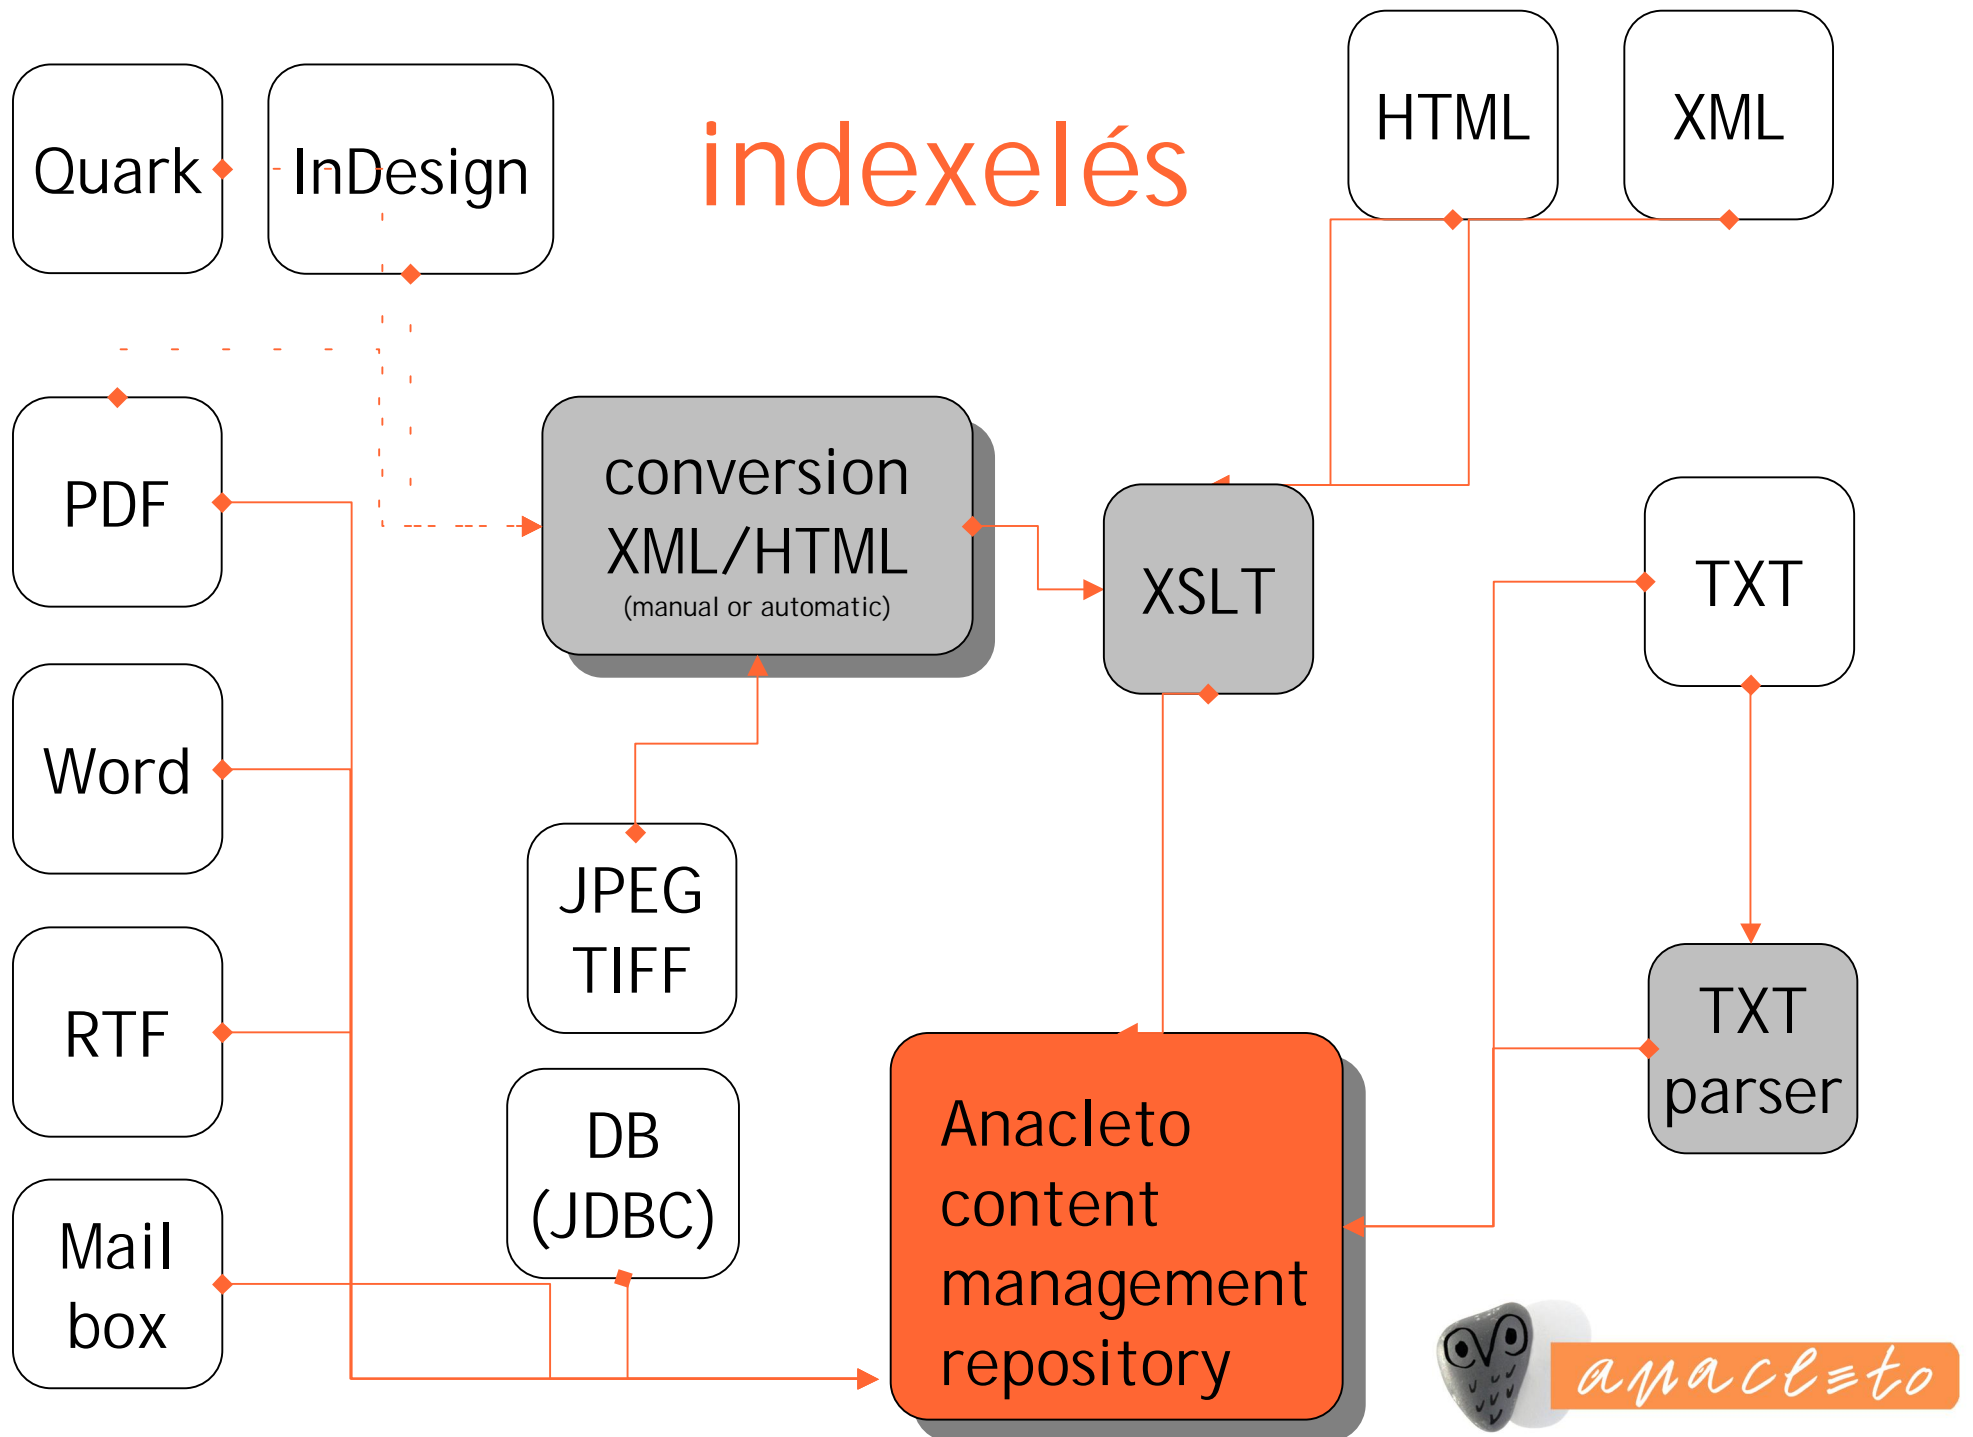 indexelés
HTML
XML
Quark
InDesign
PDF
conversion
XML/HTML
(manual or automatic)
XSLT
TXT
Word
JPEG
TIFF
RTF
TXT
parser
DB
(JDBC)
Anacleto
content
management
repository
Mail
box
anacleto